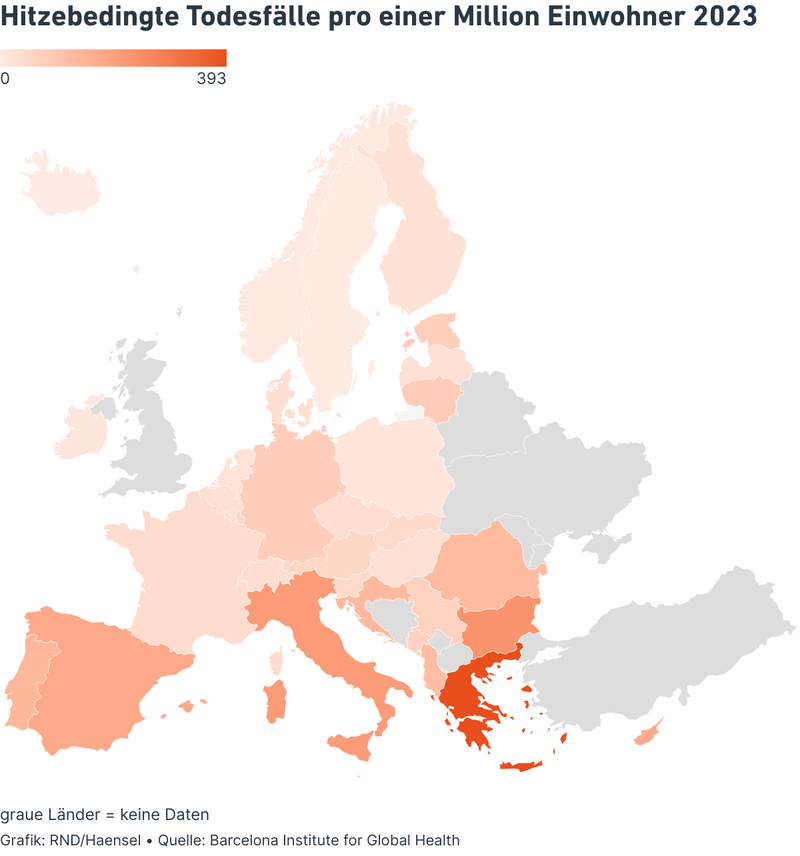 Hitzebedingte Todesfälle pro einer Million Einwohner 2023
0 393
graue Länder = keine Daten
Grafik: RND/Haensel • Quelle: Barcelona Institute for Global Health